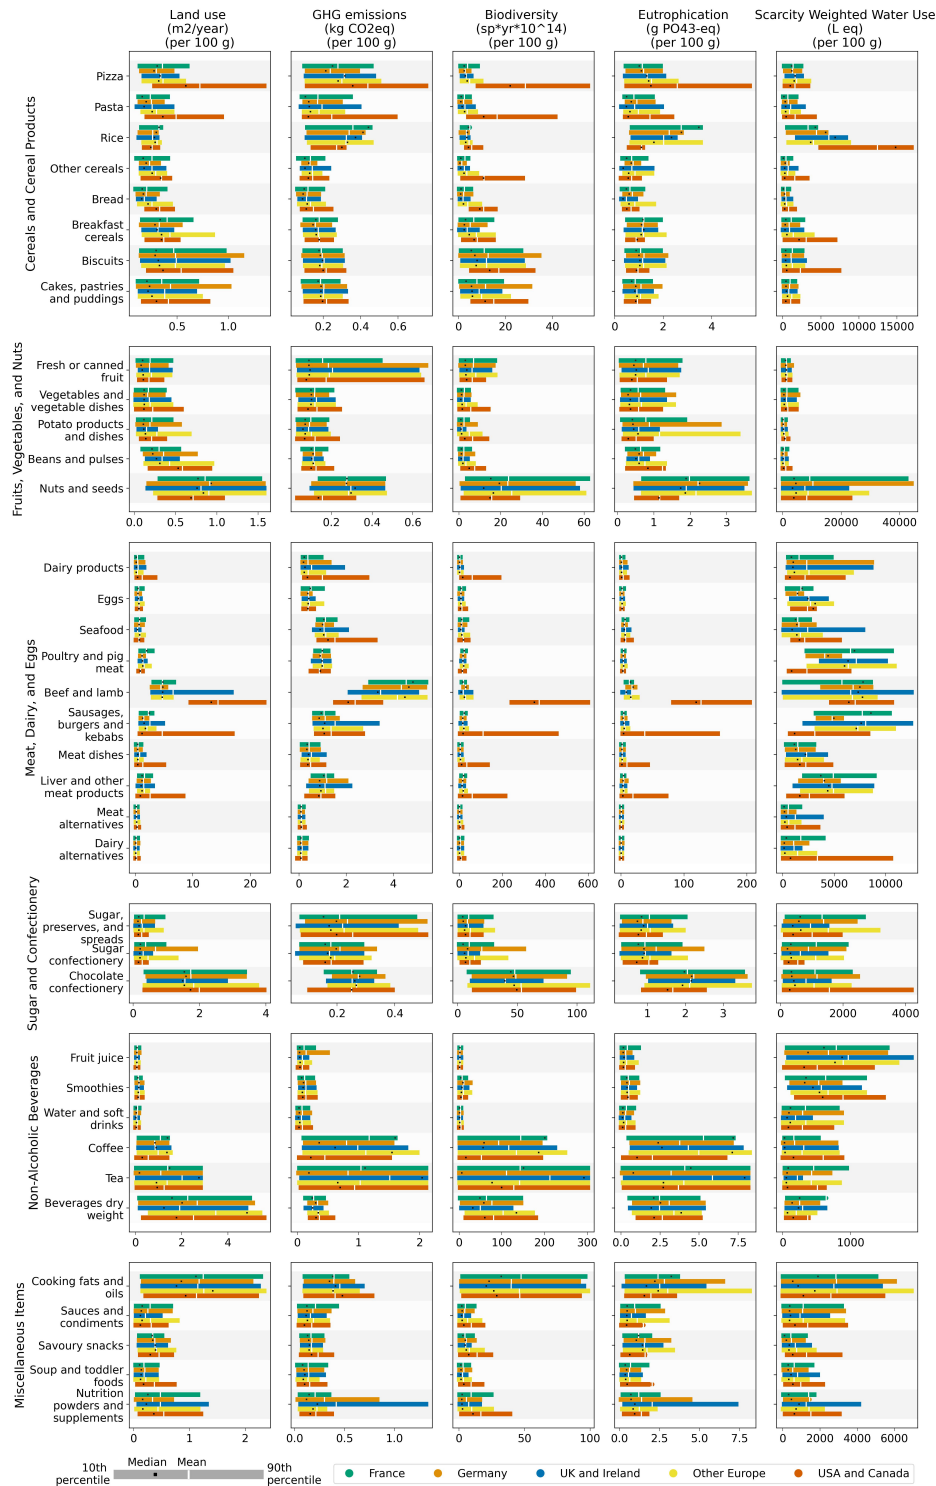 Land use
(m2/year)
(per 100 g)
GHG emissions
(kg CO2eq)
(per 100 g)
Biodiversity
(sp*yr*10^14)
(per 100 g)
Eutrophication
(g PO43-eq)
(per 100 g)
Scarcity Weighted Water Use
(L eq)
(per 100 g)
Cereals and Cereal Products
Pizza
Pasta
Rice
Other cereals
Bread
Breakfast
cereals
Biscuits
Cakes, pastries
and puddings
0.5 1.0
0.2 0.4 0.6
0 20 40
0 2 4
0 5000 10000 15000
Fruits, Vegetables, and Nuts
Fresh or canned
fruit
Vegetables and
vegetable dishes
Potato products
and dishes
Beans and pulses
Nuts and seeds
0.0 0.5 1.0 1.5
0.0 0.2 0.4 0.6
0 20 40 60
0 1 2 3
0 20000 40000
Meat, Dairy, and Eggs
Dairy products
Eggs
Seafood
Poultry and pig
meat
Beef and lamb
Sausages,
burgers and
kebabs
Meat dishes
Liver and other
meat products
Meat
alternatives
Dairy
alternatives
0 10 20
0 2 4
0 200 400 600
0 100 200
0 5000 10000
Sugar and Confectionery
Sugar,
preserves, and
spreads
Sugar
confectionery
Chocolate
confectionery
0 2 4
0.2 0.4
0 50 100
1 2 3
0 2000 4000
Non-Alcoholic Beverages
Fruit juice
Smoothies
Water and soft
drinks
Coffee
Tea
Beverages dry
weight
0 2 4
0 1 2
0 100 200 300
0.0 2.5 5.0 7.5
0 1000
Miscellaneous Items
Cooking fats and
oils
Sauces and
condiments
Savoury snacks
Soup and toddler
foods
Nutrition
powders and
supplements
0 1 2
0.0 0.5 1.0
0 50 100
0.0 2.5 5.0 7.5
0 2000 4000 6000
10th
percentile
Median Mean
90th
percentile
France Germany UK and Ireland Other Europe USA and Canada